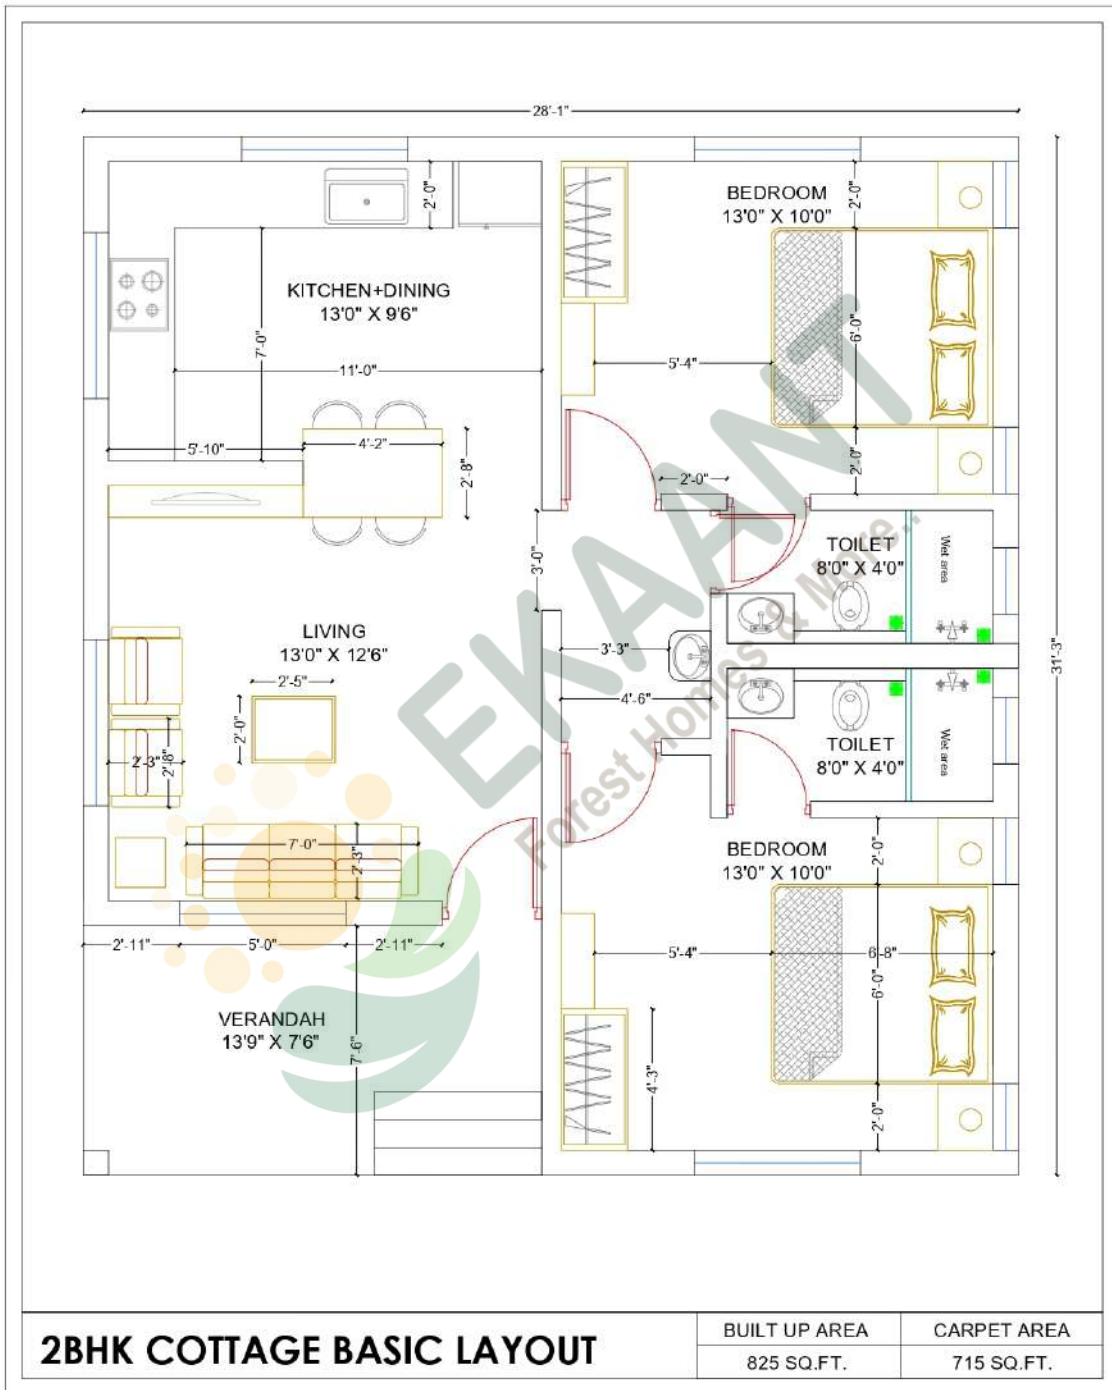 28'-1"
2'-0"
BEDROOM
13'0" X 10'0"
2'-0"
KITCHEN+DINING
13'0" X 9'6"
7'-0"
6'-0"
11'-0"
5'-4"
5'-10"
4'-2"
2'-8"
2'-0"
2'-0"
3'-0"
TOILET
8'0" X 4'0"
Wet area
LIVING
13'0" X 12'6"
3'-3"
31'-3"
2'-5"
4'-6"
2'-0"
2'-3"
2'-8"
TOILET
8'0" X 4'0"
Wet area
EKAANT
Forest Homes & More..
7'-0"
2'-3"
BEDROOM
13'0" X 10'0"
2'-0"
2'-11"
5'-0"
2'-11"
5'-4"
6'-8"
6'-0"
VERANDAH
13'9" X 7'6"
7'-6"
4'-3"
2'-0"
2BHK COTTAGE BASIC LAYOUT
BUILT UP AREA
CARPET AREA
825 SQ.FT.
715 SQ.FT.